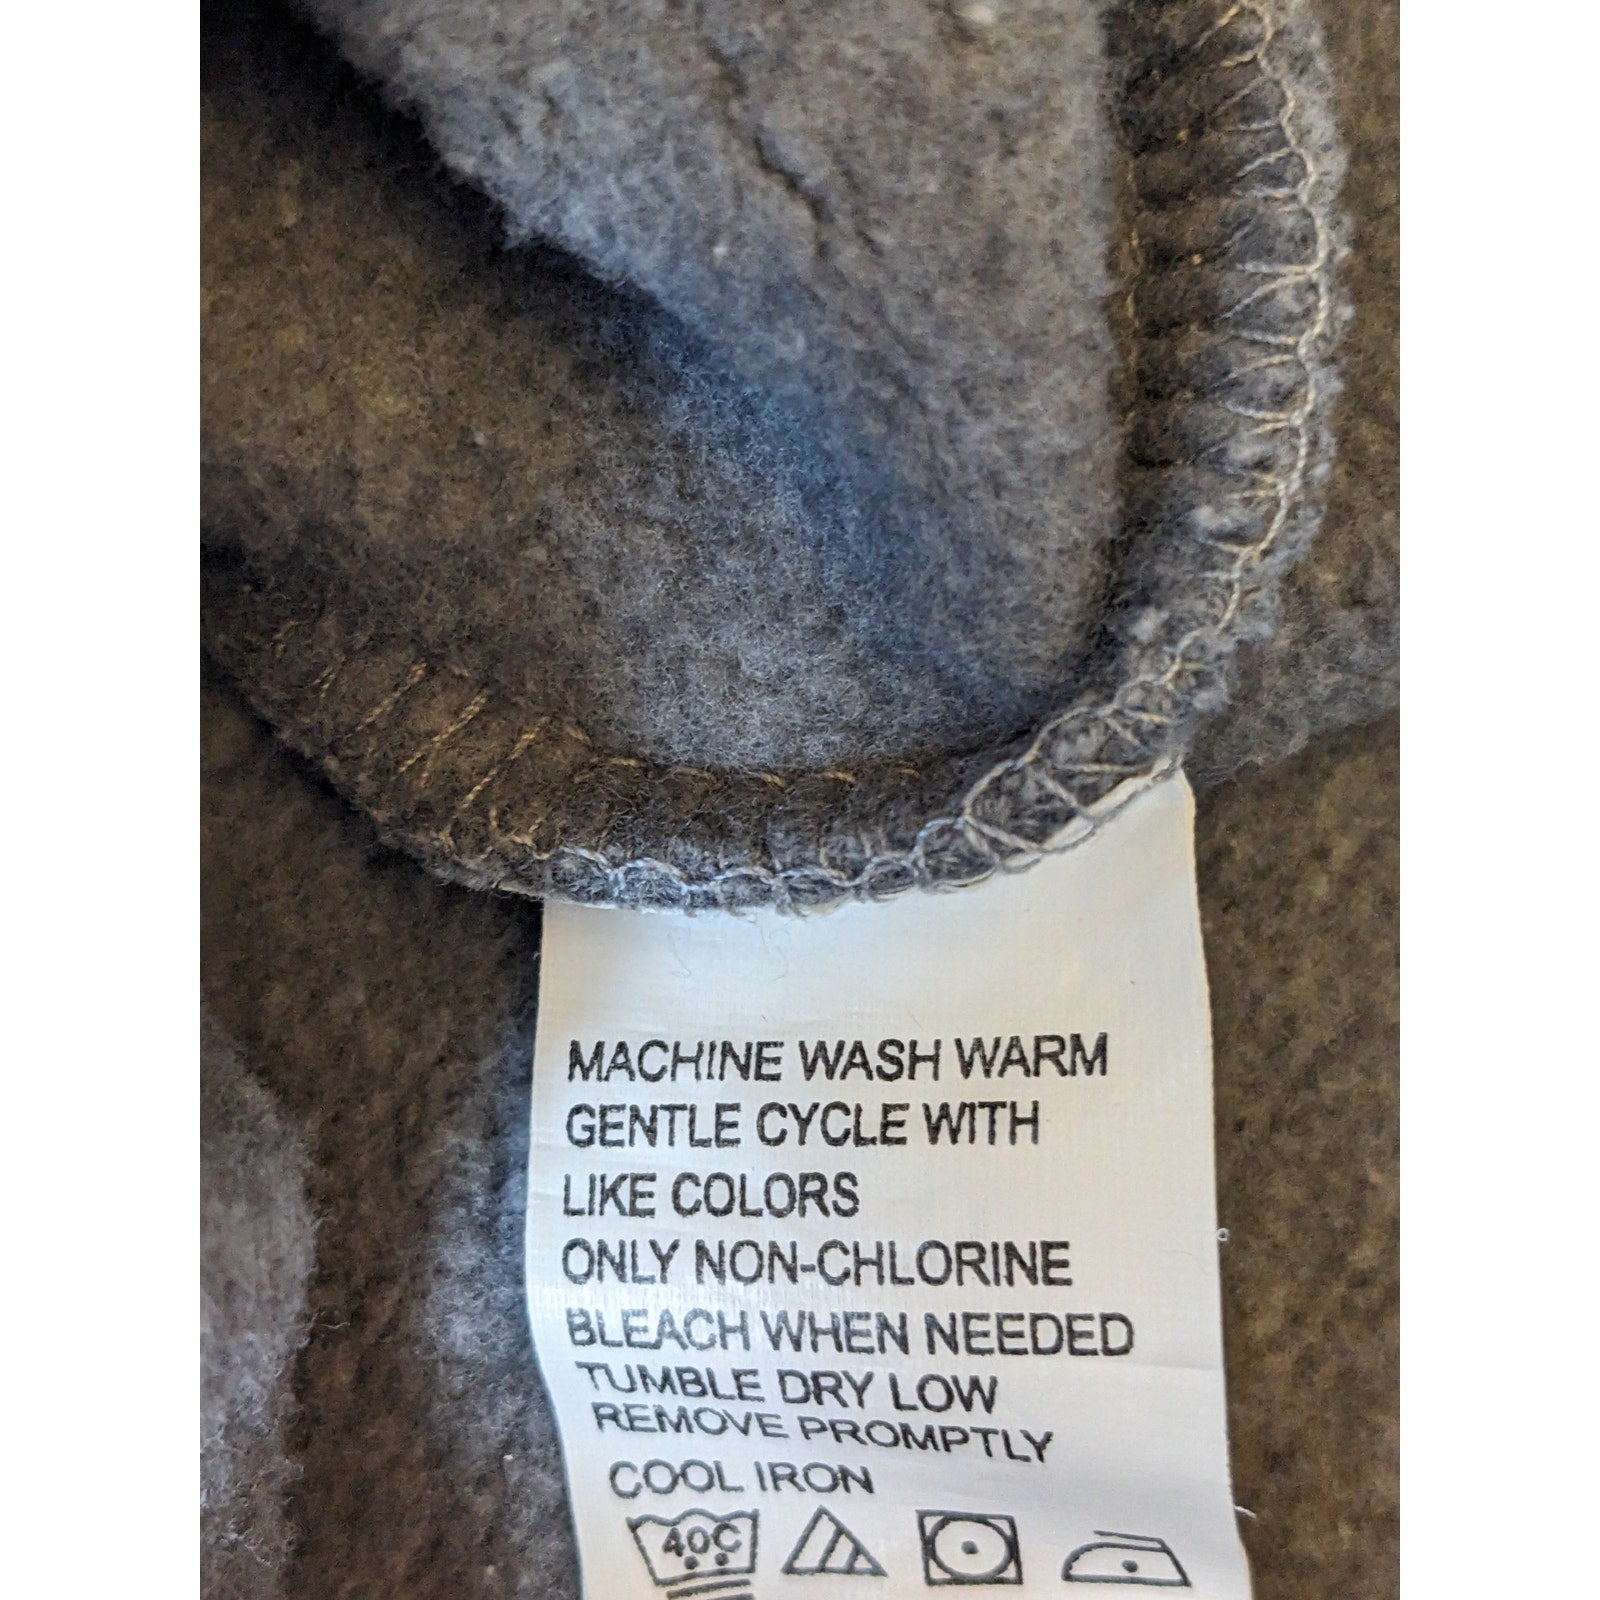 MACHINE WASH WARM
GENTLE CYCLE WITH
LIKE COLORS
ONLY NON-CHLORINE
BLEACH WHEN NEEDED
TUMBLE DRY LOW
REMOVE PROMPTLY
COOL IRON
40C